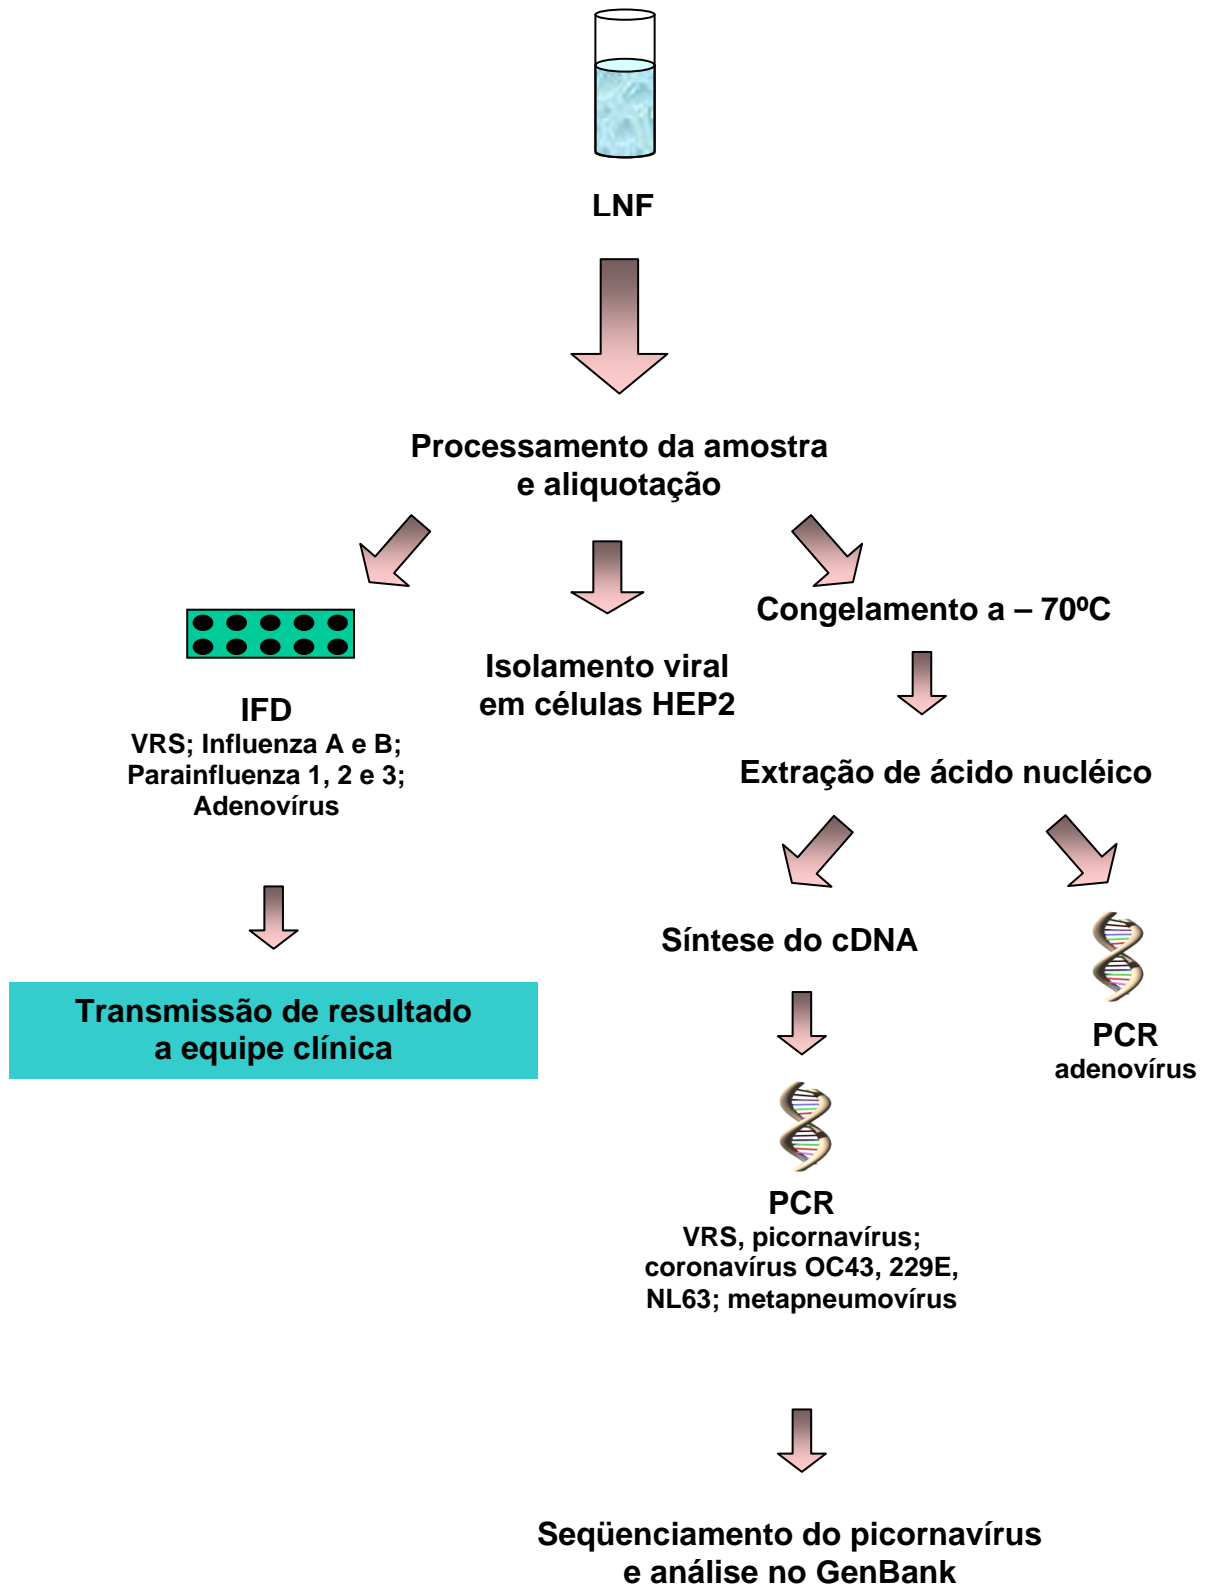 LNF
Processamento da amostra
e aliquotação
Congelamento a – 70ºC
Isolamento viral
em células HEP2
IFD
VRS; Influenza A e B;
Parainfluenza 1, 2 e 3;
Adenovírus
Extração de ácido nucléico
Síntese do cDNA
Transmissão de resultado
a equipe clínica
PCR
adenovírus
PCR
VRS, picornavírus;
coronavírus OC43, 229E,
NL63; metapneumovírus
Seqüenciamento do picornavírus
e análise no GenBank